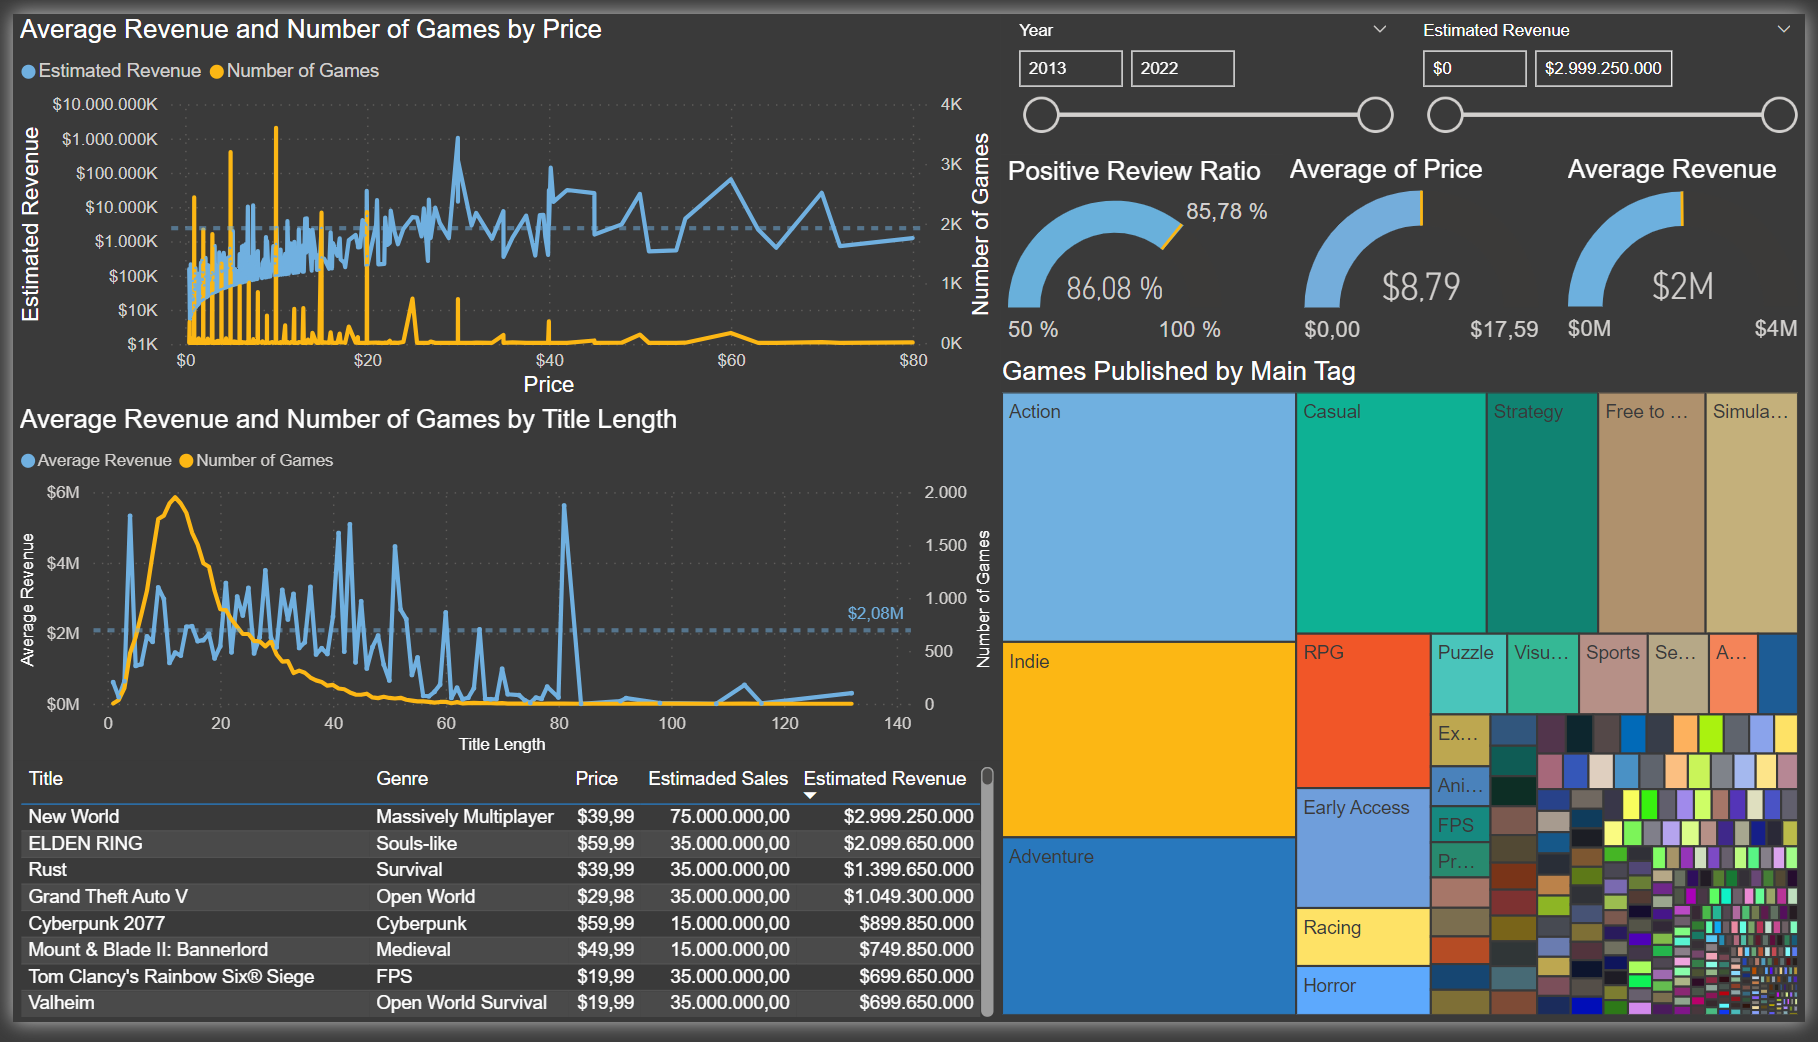 Average Revenue and Number of Games by Price
Estimated Revenue Number of Games
Estimated Revenue
$10.000.000K
$1.000.000K
$100.000K
$10.000K
$1.000K
$100K
$10K
$1K
4K
3K
2K
1K
0K
Number of Games
$0 $20 $40 $60 $80
Price
Average Revenue and Number of Games by Title Length
Average Revenue Number of Games
Average Revenue
$6M
$4M
$2M
$0M
$2,08M
2.000
1.500
1.000
500
0
Number of Games
0 20 40 60 80 100 120 140
Title Length
Title Genre Price Estimaded Sales Estimated Revenue
New World Massively Multiplayer $39,99 75.000.000,00 $2.999.250.000
ELDEN RING Souls-like $59,99 35.000.000,00 $2.099.650.000
Rust Survival $39,99 35.000.000,00 $1.399.650.000
Grand Theft Auto V Open World $29,98 35.000.000,00 $1.049.300.000
Cyberpunk 2077 Cyberpunk $59,99 15.000.000,00 $899.850.000
Mount & Blade II: Bannerlord Medieval $49,99 15.000.000,00 $749.850.000
Tom Clancy's Rainbow Six® Siege FPS $19,99 35.000.000,00 $699.650.000
Valheim Open World Survival $19,99 35.000.000,00 $699.650.000
Year
2013 2022
Estimated Revenue
$0 $2.999.250.000
Positive Review Ratio
85,78 %
86,08 %
50 % 100 %
Average of Price
$8,79
$0,00 $17,59
Average Revenue
$2M
$0M $4M
Games Published by Main Tag
Action
Indie
Adventure
Casual
Strategy
Free to ...
Simula...
RPG
Early Access
Racing
Horror
Puzzle
Visu...
Sports
Se...
A...
Ex...
Ani...
FPS
Pr...